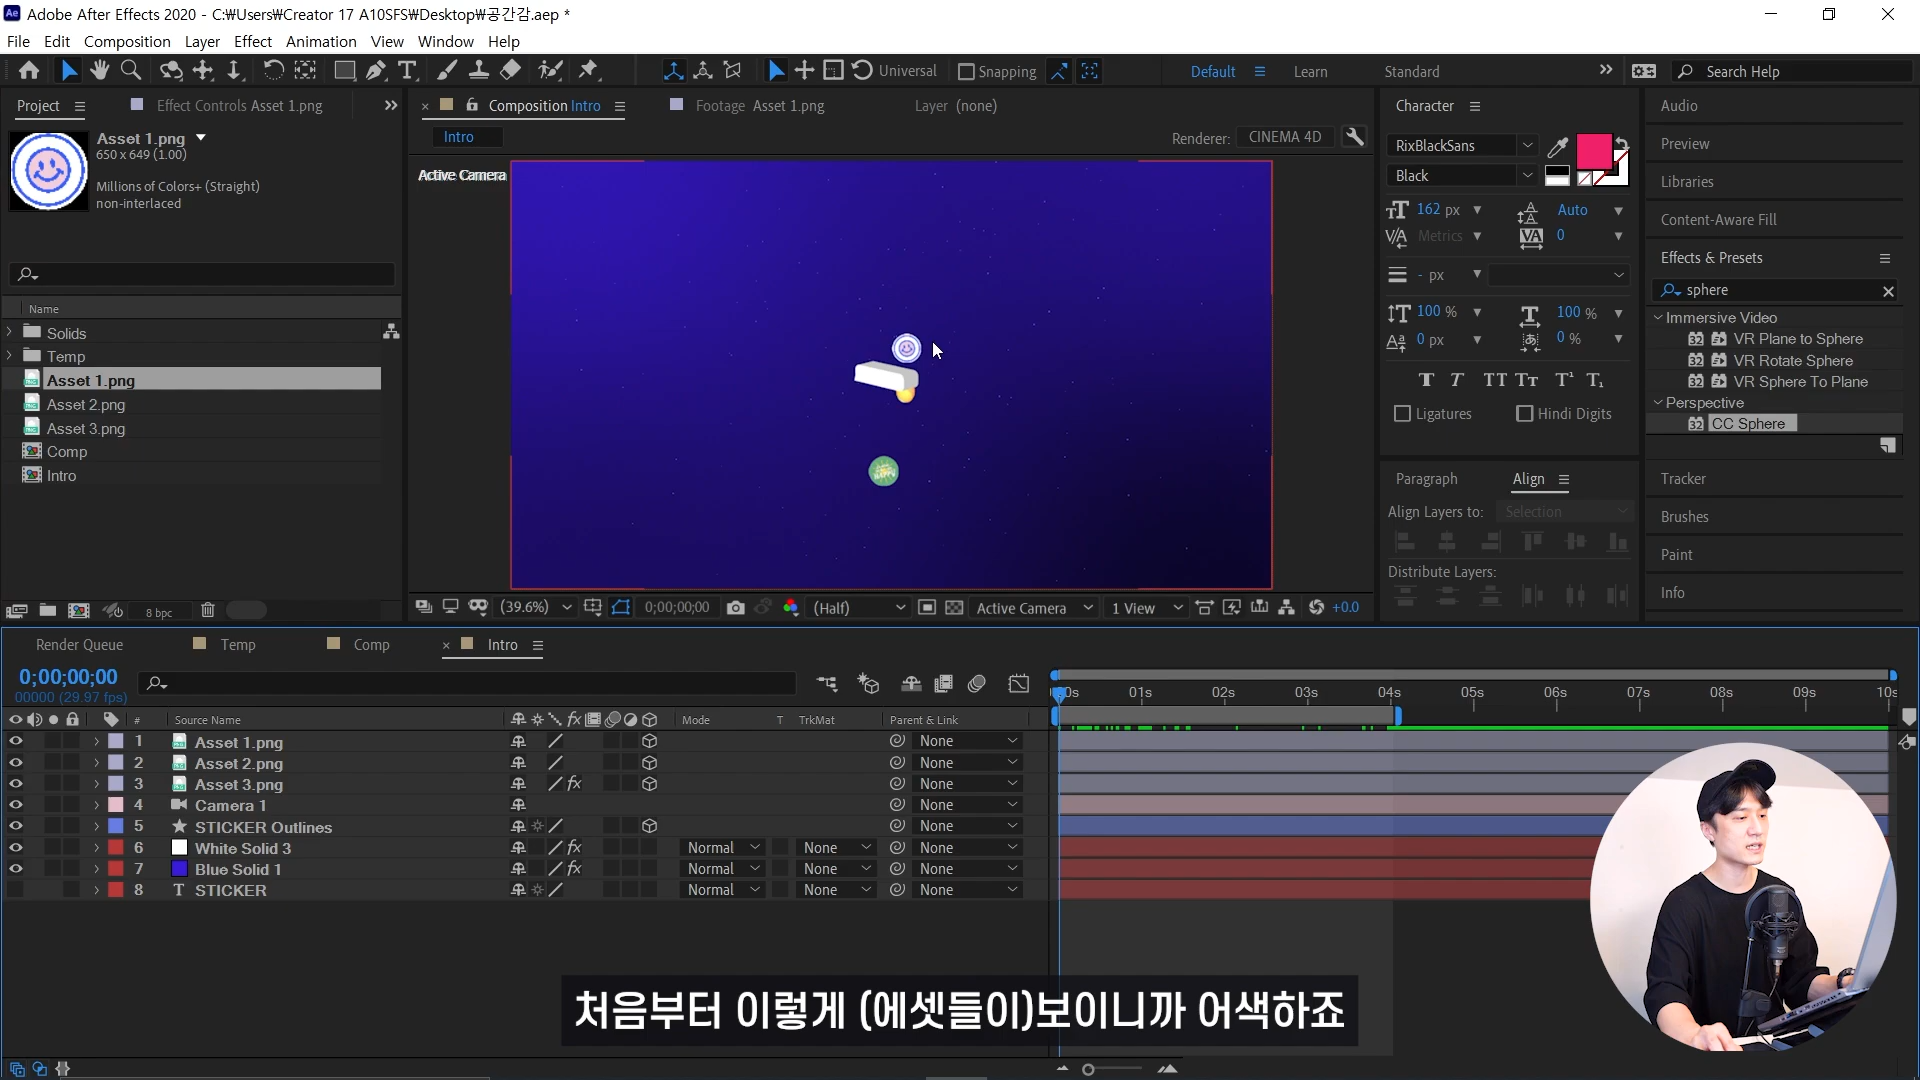 Ae Adobe After Effects 2020 - C:₩Users₩Creator 17 A10SFS₩Desktop₩공간감.aep *
File Edit Composition Layer Effect Animation View Window Help
Universal Snapping Default Learn Standard Search Help
Project Effect Controls Asset 1.png
Asset 1.png
650 x 649 (1.00)
Millions of Colors+ (Straight)
non-interlaced
Name
Solids
Temp
Asset 1.png
Asset 2.png
Asset 3.png
Comp
Intro
8 bpc
Composition Intro Footage Asset 1.png Layer (none)
Intro Renderer: CINEMA 4D
Active Camera
(39.6%) 0;00;00;00 (Half) Active Camera 1 View +0.0
Character
RixBlackSans
Black
162 px Auto
Metrics 0
- px
100 % 100 %
0 px 0 %
Ligatures Hindi Digits
Paragraph Align
Align Layers to: Selection
Distribute Layers:
Audio
Preview
Libraries
Content-Aware Fill
Effects & Presets
sphere
Immersive Video
VR Plane to Sphere
VR Rotate Sphere
VR Sphere To Plane
Perspective
CC Sphere
Tracker
Brushes
Paint
Info
Render Queue Temp Comp Intro
0;00;00;00
00000 (29.97 fps)
# Source Name Mode T TrkMat Parent & Link
1 Asset 1.png None
2 Asset 2.png None
3 Asset 3.png fx None
4 Camera 1 None
5 STICKER Outlines None
6 White Solid 3 fx Normal None None
7 Blue Solid 1 fx Normal None None
8 T STICKER Normal None None
01s 02s 03s 04s 05s 06s 07s 08s 09s
처음부터 이렇게 (에셋들이)보이니까 어색하죠